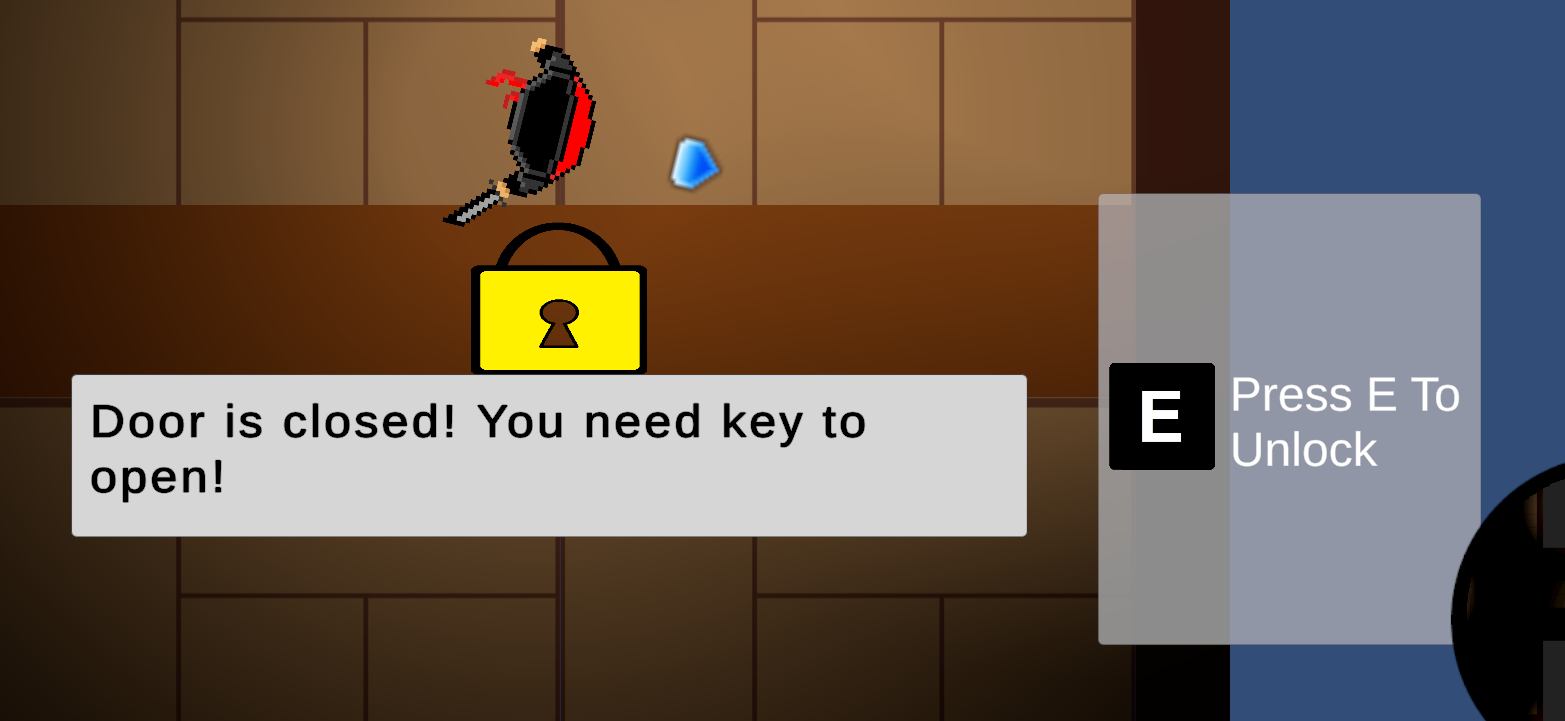 Door is closed! You need key to
open!
E
Press E To
Unlock